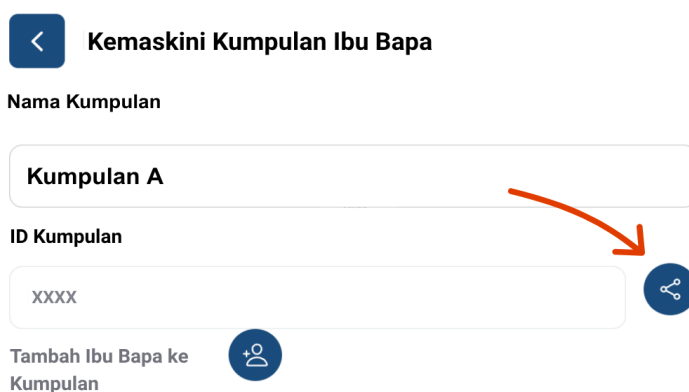 Kemaskini Kumpulan Ibu Bapa
Nama Kumpulan
Kumpulan A
ID Kumpulan
XXXX
Tambah Ibu Bapa ke
Kumpulan